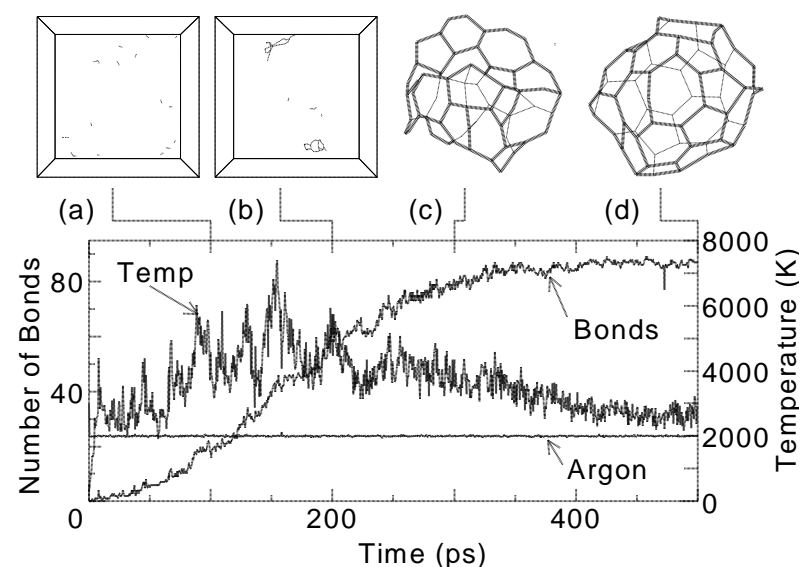 (a)
(b)
(c)
(d)
Number of Bonds
80
40
0
Temp
Bonds
Argon
8000
6000
4000
2000
0
Temperature (K)
200
400
Time (ps)